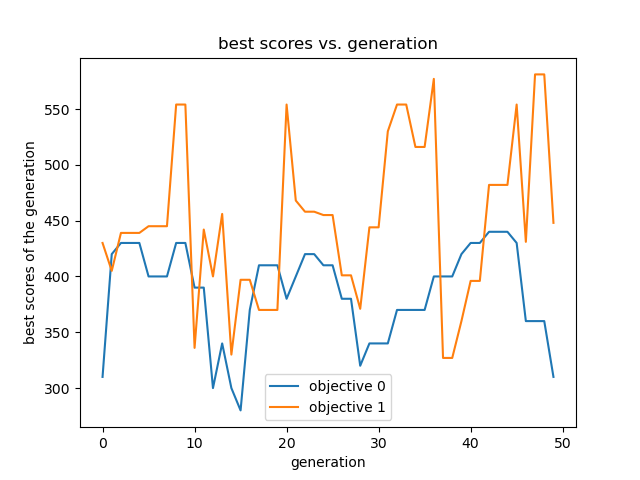 best scores vs. generation
best scores of the generation
550
500
450
400
350
300
objective 0
objective 1
0 10 20 30 40 50
generation